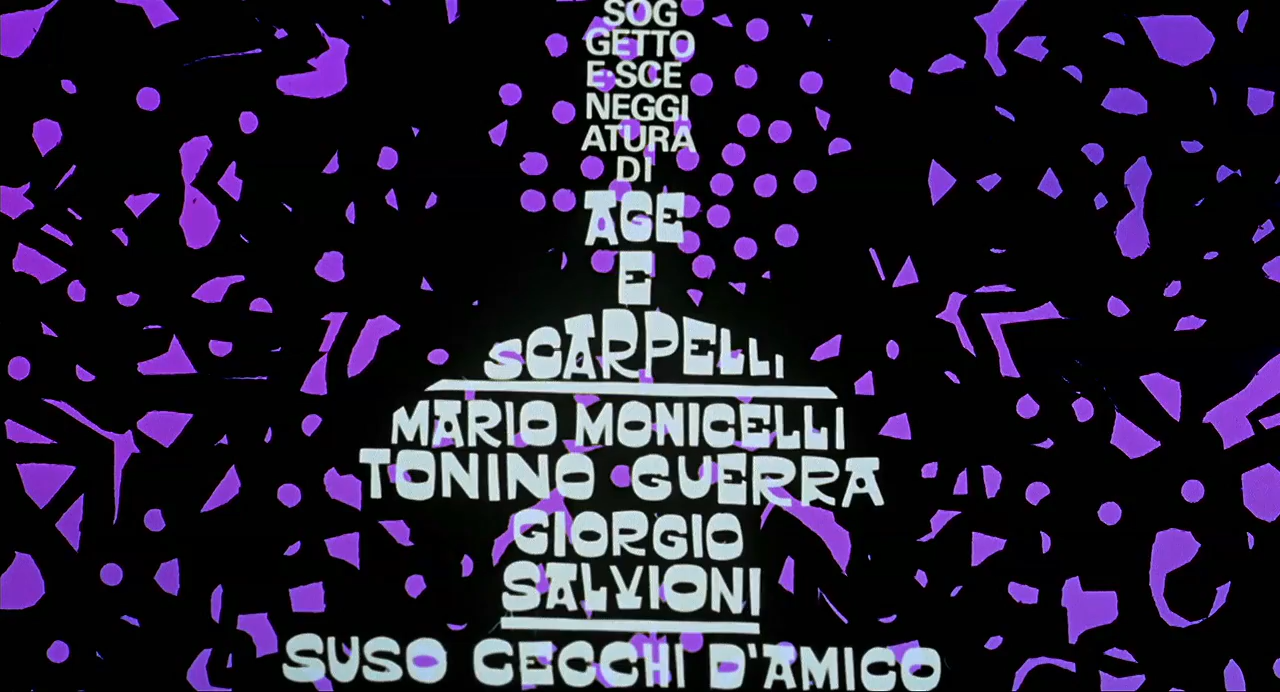 SOG
GETTO
E·SCE
NEGGI
ATURA
DI
AGE
E
SCARPELLI
MARIO MONICELLI
TONINO GUERRA
GIORGIO
SALVIONI
SUSO CECCHI D'AMICO